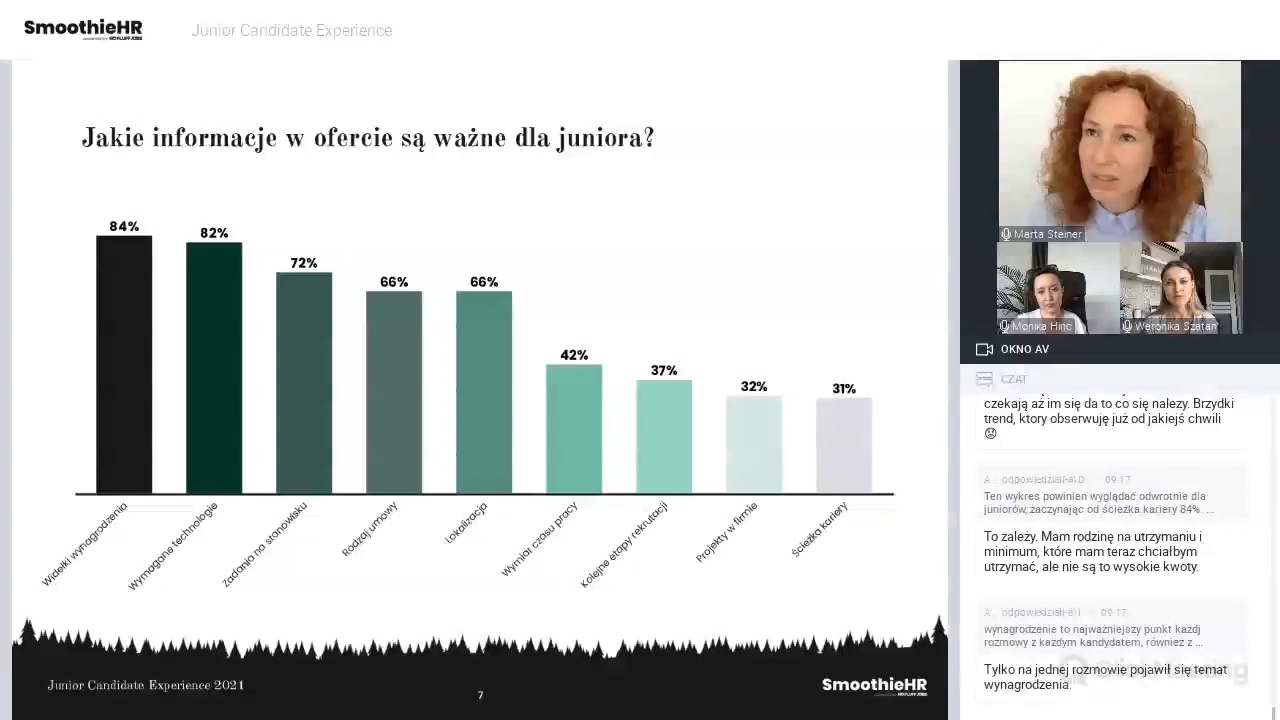 SmoothieHR
Junior Candidate Experience
Jakie informacje w ofercie są ważne dla juniora?
84%
82%
72%
66%
66%
42%
37%
32%
31%
Widełki wynagrodzenia
Wymagane technologie
Zadania na stanowisku
Rodzaj umowy
Lokalizacja
Wymiar czasu pracy
Kolejne etapy rekrutacji
Projekty w firmie
Ścieżka kariery
Junior Candidate Experience 2021
7
SmoothieHR
Marta Steiner
Monika Hinc
Weronika Szatan
OKNO AV
CZAT
czekają aż im się da to co się nalezy. Brzydki
trend, ktory obserwuję już od jakiejś chwili
A... odpowiedział-a D 09:17
Ten wykres powinien wyglądać odwrotnie dla
juniorów,zaczynając od ścieżka kariery 84%. ...
To zależy. Mam rodzinę na utrzymaniu i
minimum, które mam teraz chciałbym
utrzymać, ale nie są to wysokie kwoty.
A... odpowiedział-a I 09:17
wynagrodzenie to najważniejszy punkt każdj
rozmowy z każdym kandydatem, również z ...
Tylko na jednej rozmowie pojawił się temat
wynagrodzenia.